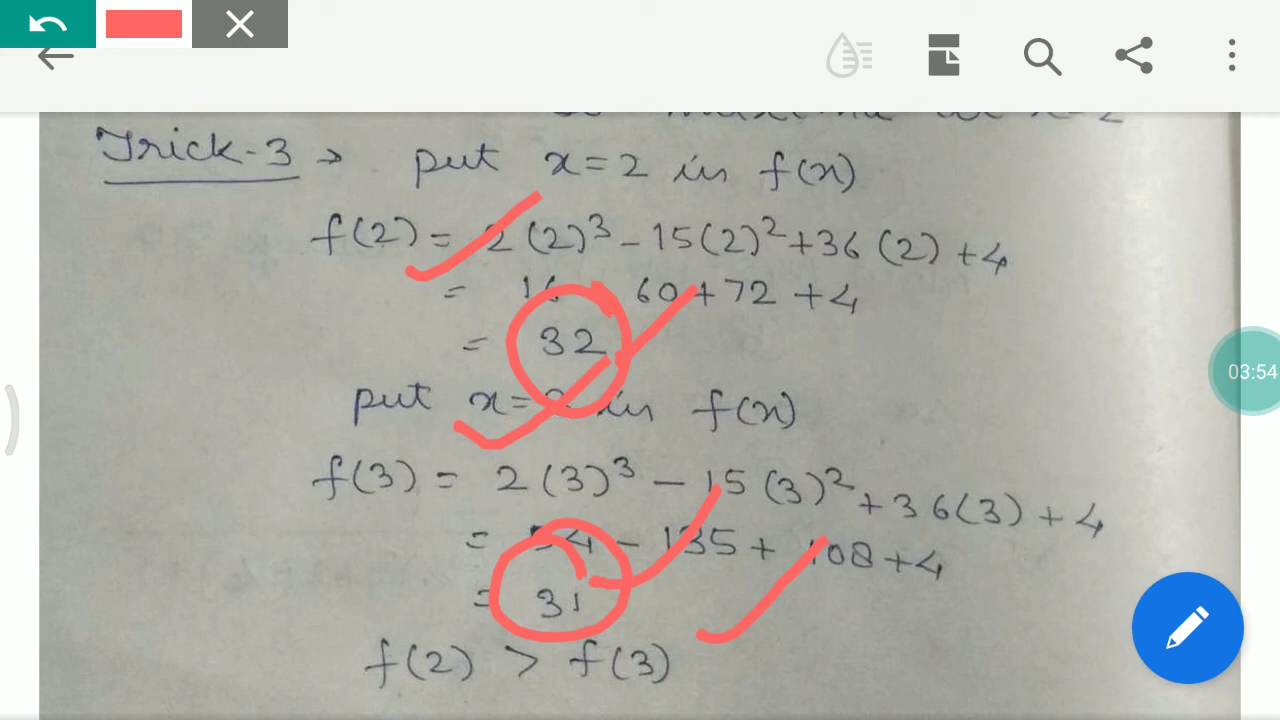 Trick-3 → put x=2 in f(x)
f(2) = 2(2)³ - 15(2)² + 36(2) + 4
= 16 60 + 72 + 4
= 32
put x= in f(x)
f(3) = 2(3)³ - 15(3)² + 36(3) + 4
= 54 - 135 + 108 + 4
= 31
f(2) > f(3)
03:54